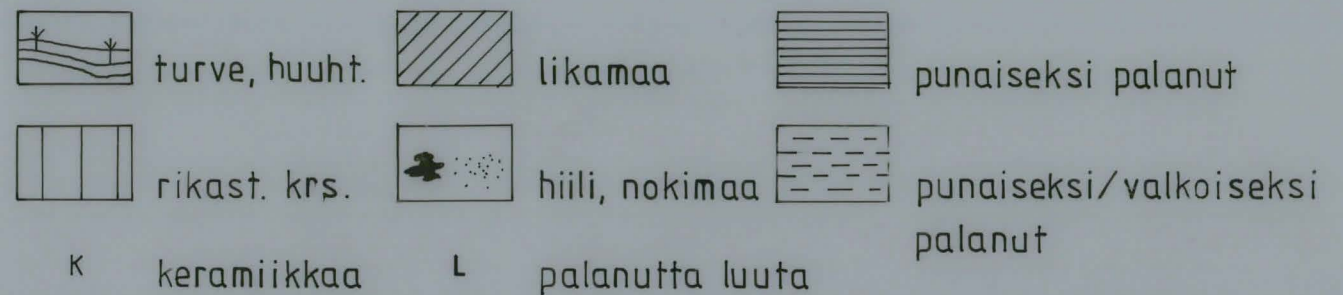 turve, huuht.
likamaa
punaiseksi palanut
rikast. krs.
hiili, nokimaa
punaiseksi/valkoiseksi
palanut
K keramiikkaa
L palanutta luuta